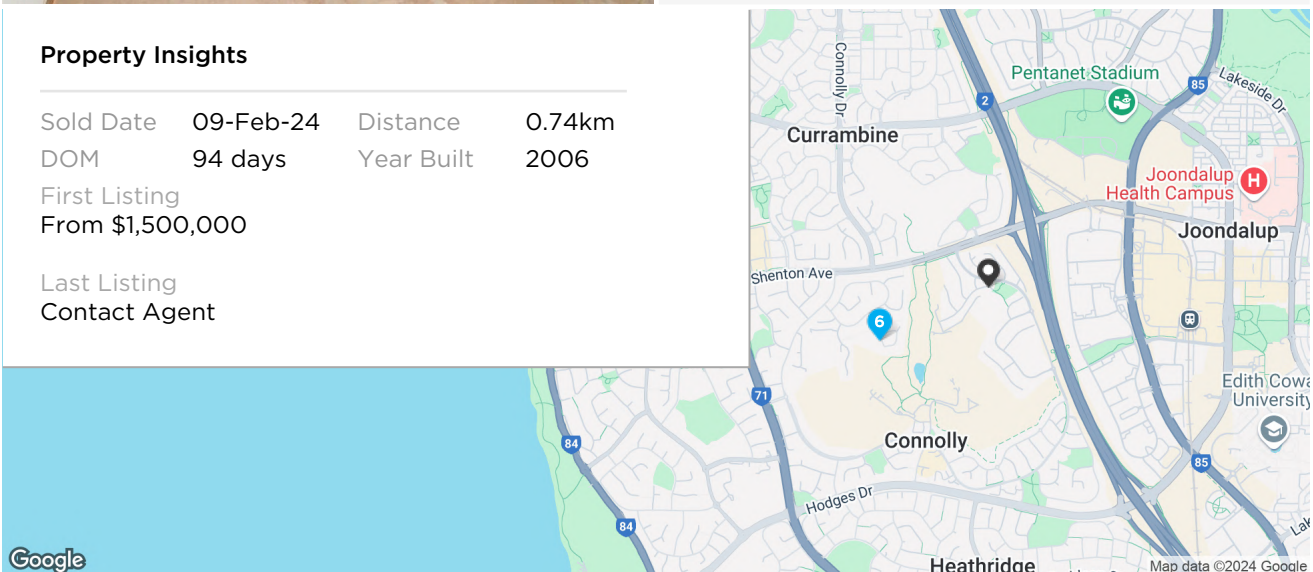 Property Insights
Sold Date 09-Feb-24 Distance 0.74km
DOM 94 days Year Built 2006
First Listing
From $1,500,000
Last Listing
Contact Agent
Connolly Dr
Pentanet Stadium
Lakeside Dr
85
2
Currambine
Joondalup
Health Campus
H
Joondalup
Shenton Ave
6
Edith Cowa
University
71
Connolly
84
85
Hodges Dr
84
Lak
Heathridge
Google
Map data ©2024 Google